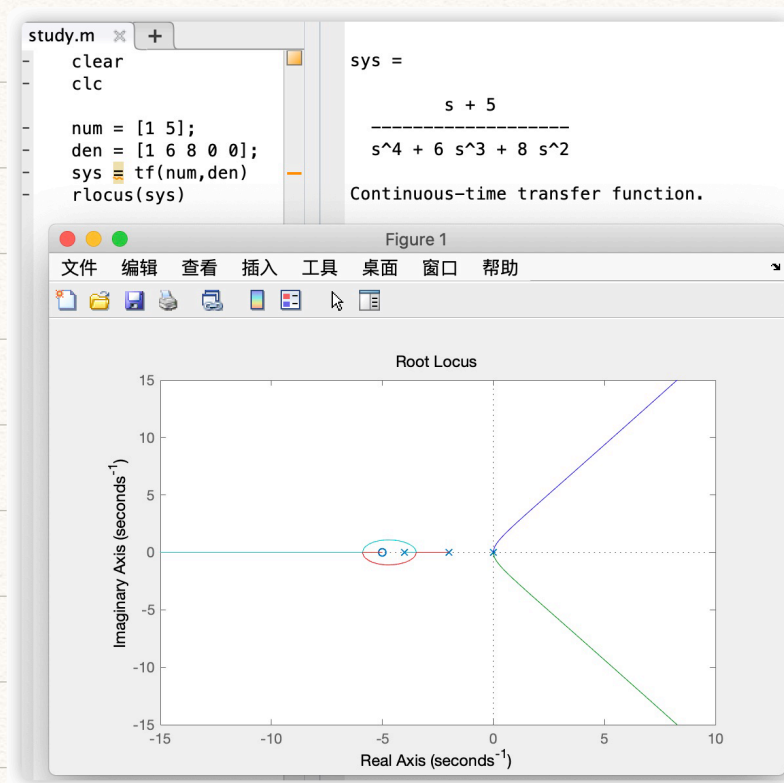 study.m × +
clear
clc
num = [1 5];
den = [1 6 8 0 0];
sys = tf(num,den)
rlocus(sys)
sys =
s + 5
-------------------
s^4 + 6 s^3 + 8 s^2
Continuous-time transfer function.
Figure 1
文件 编辑 查看 插入 工具 桌面 窗口 帮助
Root Locus
Imaginary Axis (seconds-1)
15
10
5
0
-5
-10
-15
-15 -10 -5 0 5 10
Real Axis (seconds-1)